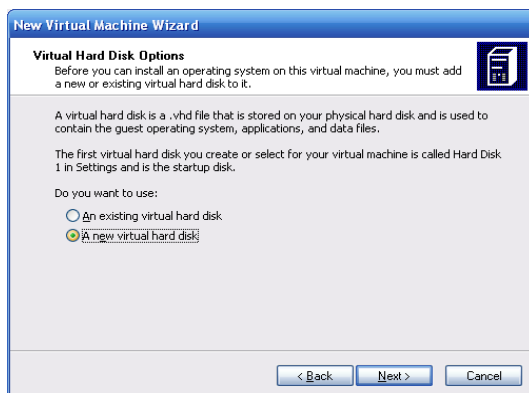 New Virtual Machine Wizard
Virtual Hard Disk Options
Before you can install an operating system on this virtual machine, you must add
a new or existing virtual hard disk to it.
A virtual hard disk is a .vhd file that is stored on your physical hard disk and is used to
contain the guest operating system, applications, and data files.
The first virtual hard disk you create or select for your virtual machine is called Hard Disk
1 in Settings and is the startup disk.
Do you want to use:
An existing virtual hard disk
A new virtual hard disk
< Back Next > Cancel